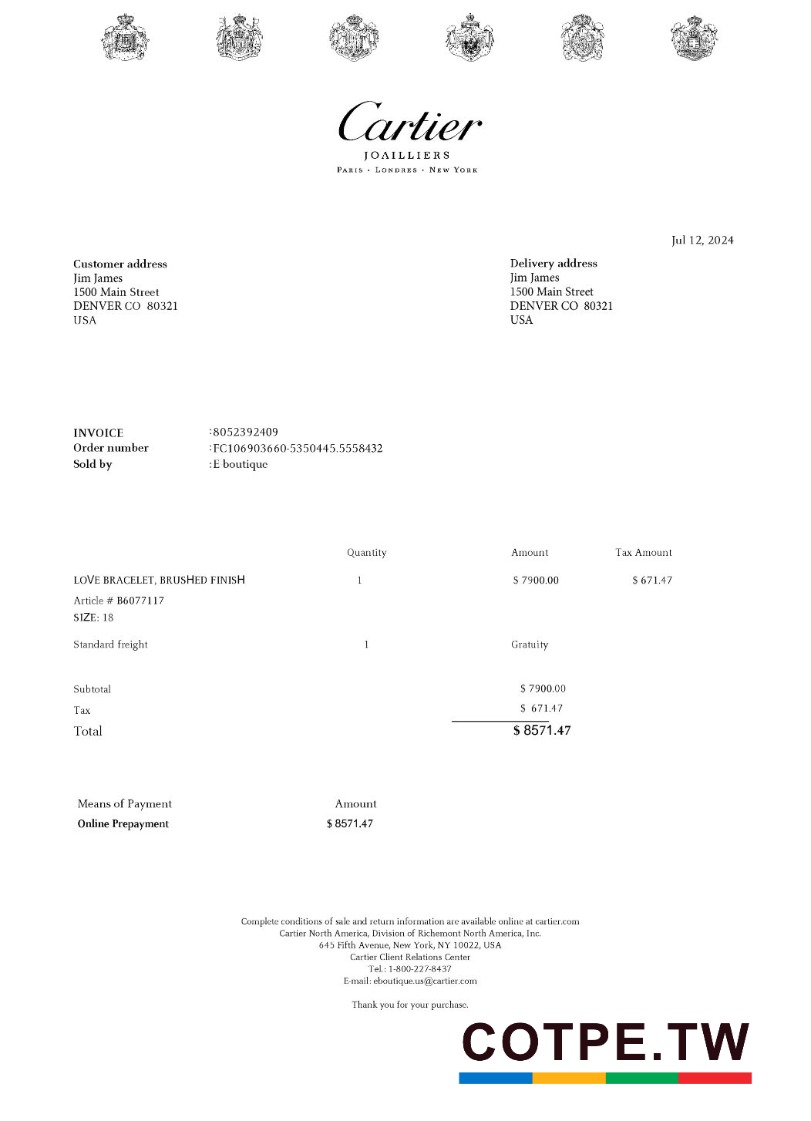 Cartier
JOAILLIERS
PARIS - LONDRES - NEW YORK
Jul 12, 2024
Customer address
Jim James
1500 Main Street
DENVER CO 80321
USA
Delivery address
Jim James
1500 Main Street
DENVER CO 80321
USA
INVOICE :8052392409
Order number :FC106903660-5350445.5558432
Sold by :E boutique
Quantity Amount Tax Amount
LOVE BRACELET, BRUSHED FINISH 1 $ 7900.00 $ 671.47
Article # B6077117
SIZE: 18
Standard freight 1 Gratuity
Subtotal $ 7900.00
Tax $ 671.47
Total $ 8571.47
Means of Payment Amount
Online Prepayment $ 8571.47
Complete conditions of sale and return information are available online at cartier.com
Cartier North America, Division of Richemont North America, Inc.
645 Fifth Avenue, New York, NY 10022, USA
Cartier Client Relations Center
Tel.: 1-800-227-8437
E-mail: eboutique.us@cartier.com
Thank you for your purchase.
COTPE.TW